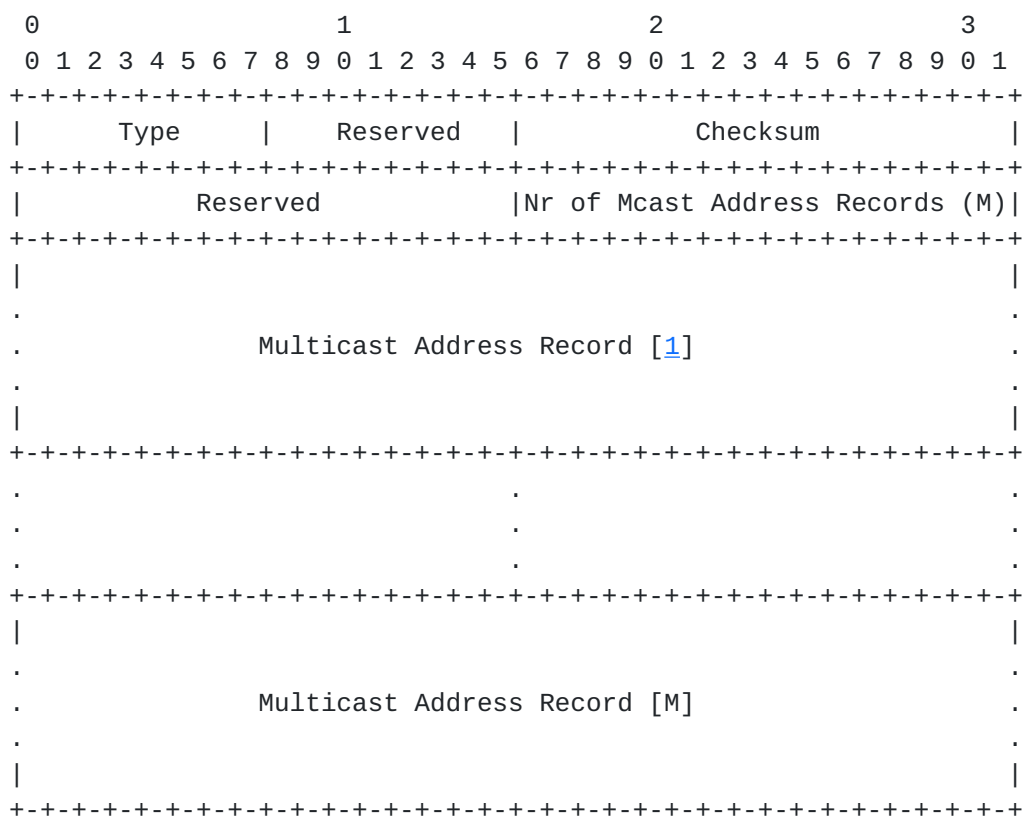 0                   1                   2                   3
 0 1 2 3 4 5 6 7 8 9 0 1 2 3 4 5 6 7 8 9 0 1 2 3 4 5 6 7 8 9 0 1
+-+-+-+-+-+-+-+-+-+-+-+-+-+-+-+-+-+-+-+-+-+-+-+-+-+-+-+-+-+-+-+-+
|      Type     |    Reserved   |           Checksum            |
+-+-+-+-+-+-+-+-+-+-+-+-+-+-+-+-+-+-+-+-+-+-+-+-+-+-+-+-+-+-+-+-+
|           Reserved            |Nr of Mcast Address Records (M)|
+-+-+-+-+-+-+-+-+-+-+-+-+-+-+-+-+-+-+-+-+-+-+-+-+-+-+-+-+-+-+-+-+
|                                                               |
.                                                               .
.               Multicast Address Record [1]                    .
.                                                               .
|                                                               |
+-+-+-+-+-+-+-+-+-+-+-+-+-+-+-+-+-+-+-+-+-+-+-+-+-+-+-+-+-+-+-+-+
.                               .                               .
.                               .                               .
.                               .                               .
+-+-+-+-+-+-+-+-+-+-+-+-+-+-+-+-+-+-+-+-+-+-+-+-+-+-+-+-+-+-+-+-+
|                                                               |
.                                                               .
.               Multicast Address Record [M]                    .
.                                                               .
|                                                               |
+-+-+-+-+-+-+-+-+-+-+-+-+-+-+-+-+-+-+-+-+-+-+-+-+-+-+-+-+-+-+-+-+